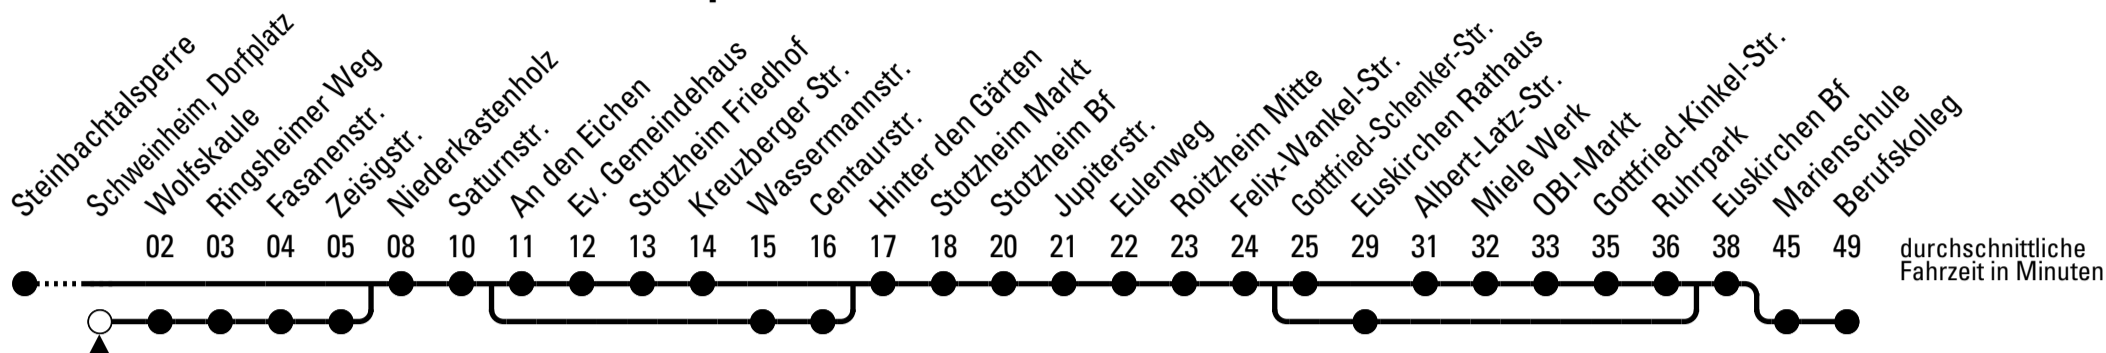 Steinbachtalsperre
Schweinheim, Dorfplatz
Wolfskaule
Ringsheimer Weg
Fasanenstr.
Zeisigstr.
Niederkastenholz
Saturnstr.
An den Eichen
Ev. Gemeindehaus
Stotzheim Friedhof
Kreuzberger Str.
Wassermannstr.
Centaurstr.
Hinter den Gärten
Stotzheim Markt
Stotzheim Bf
Jupiterstr.
Eulenweg
Roitzheim Mitte
Felix-Wankel-Str.
Gottfried-Schenker-Str.
Euskirchen Rathaus
Albert-Latz-Str.
Miele Werk
OBI-Markt
Gottfried-Kinkel-Str.
Ruhrpark
Euskirchen Bf
Marienschule
Berufskolleg
02 03 04 05 08 10 11 12 13 14 15 16 17 18 20 21 22 23 24 25 29 31 32 33 35 36 38 45 49
durchschnittliche
Fahrzeit in Minuten